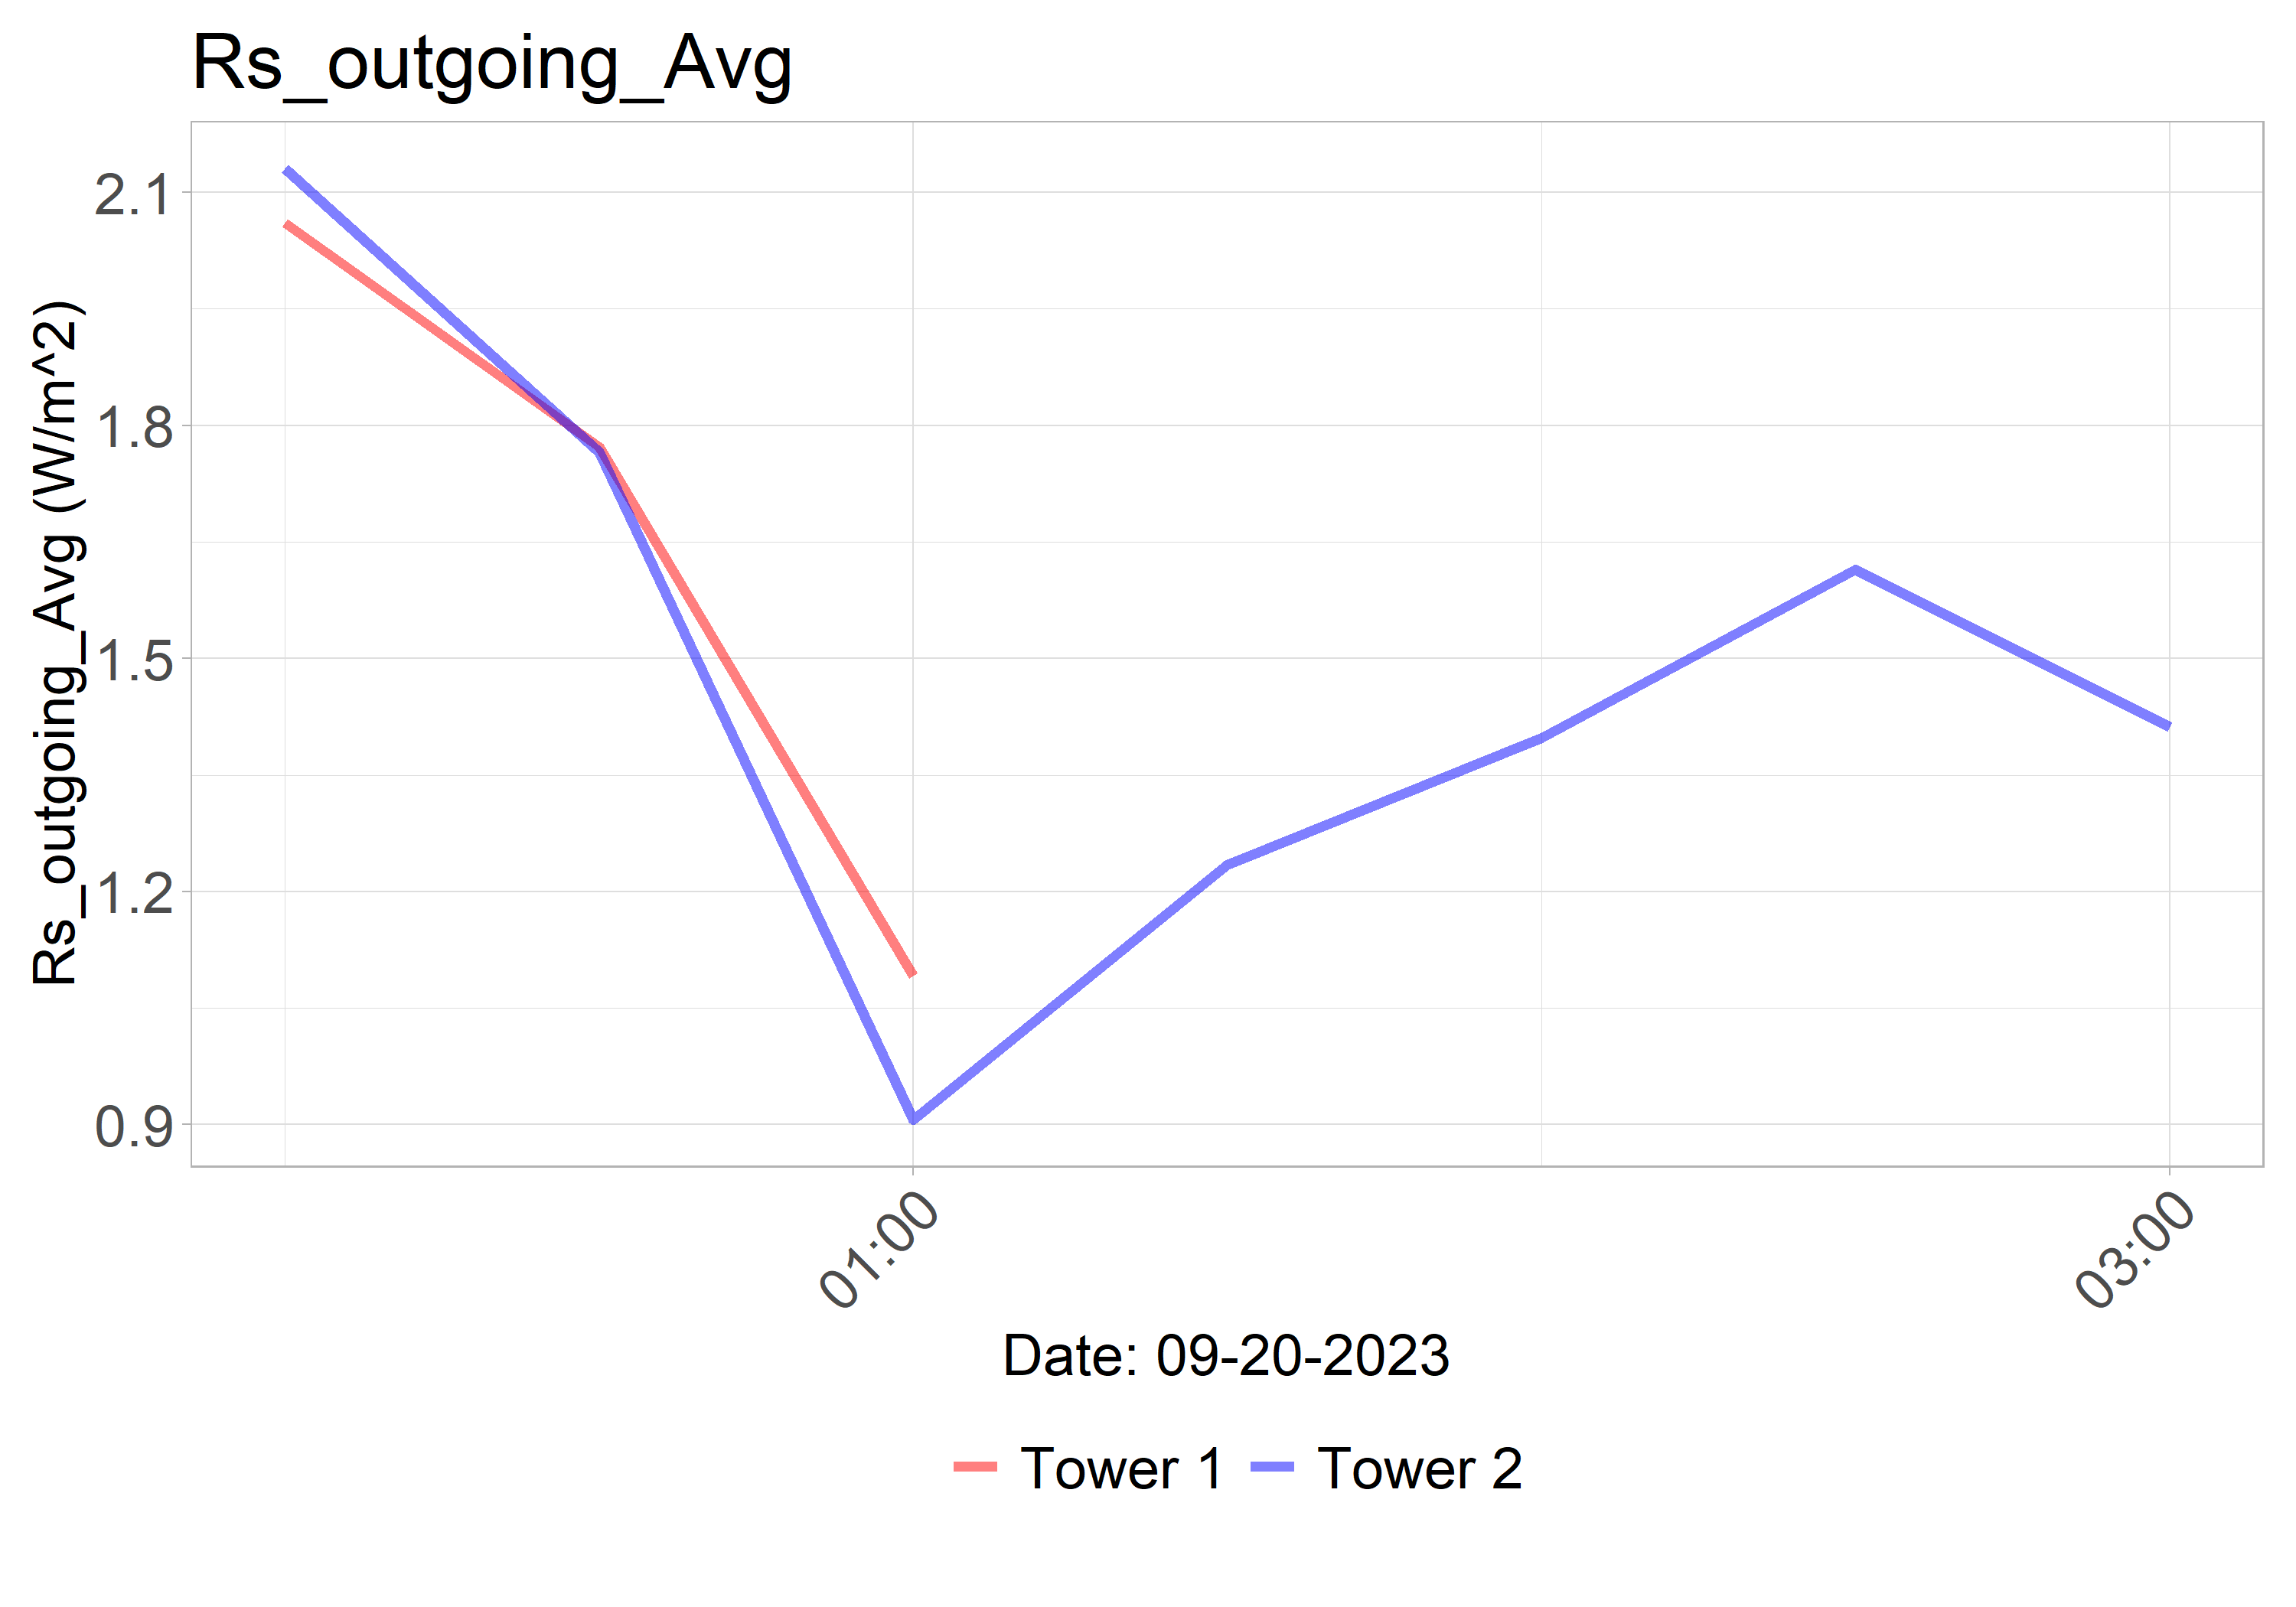 Rs_outgoing_Avg
Rs_outgoing_Avg (W/m^2)
2.1
1.8
1.5
1.2
0.9
01:00
03:00
Date: 09-20-2023
Tower 1
Tower 2